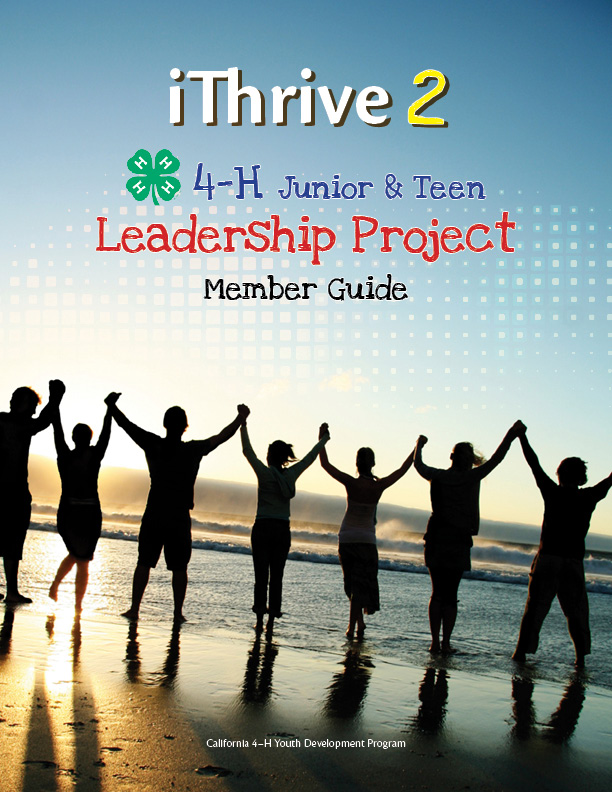 iThrive 2
H H H H
4-H Junior & Teen
Leadership Project
Member Guide
California 4-H Youth Development Program